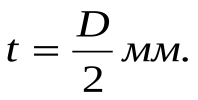 t = D/2 мм.